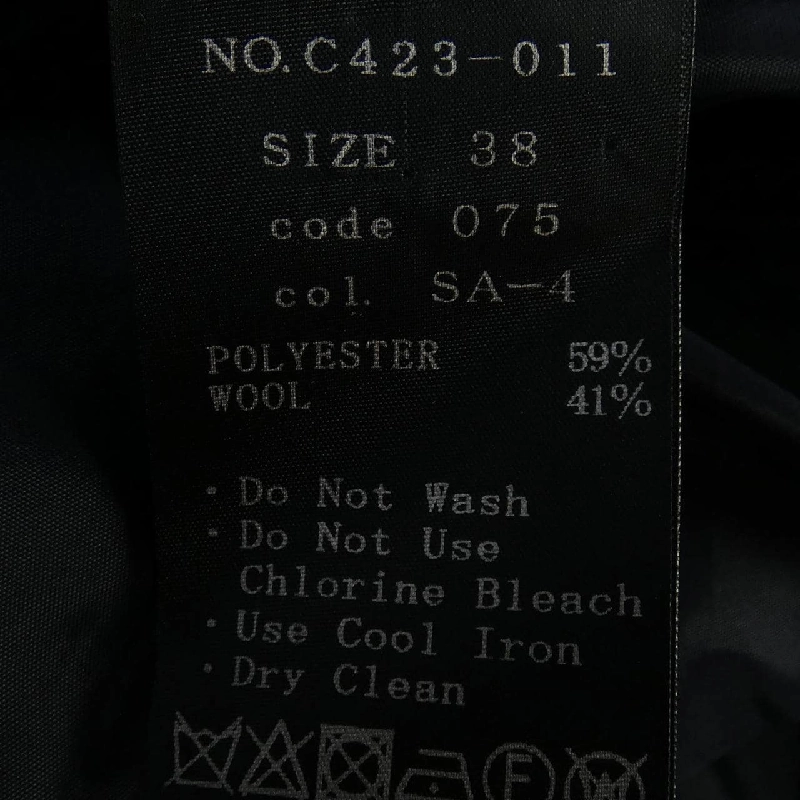 NO.C423-011
SIZE 38
code 075
col. SA-4
POLYESTER 59%
WOOL 41%
・Do Not Wash
・Do Not Use
Chlorine Bleach
・Use Cool Iron
・Dry Clean
F
W